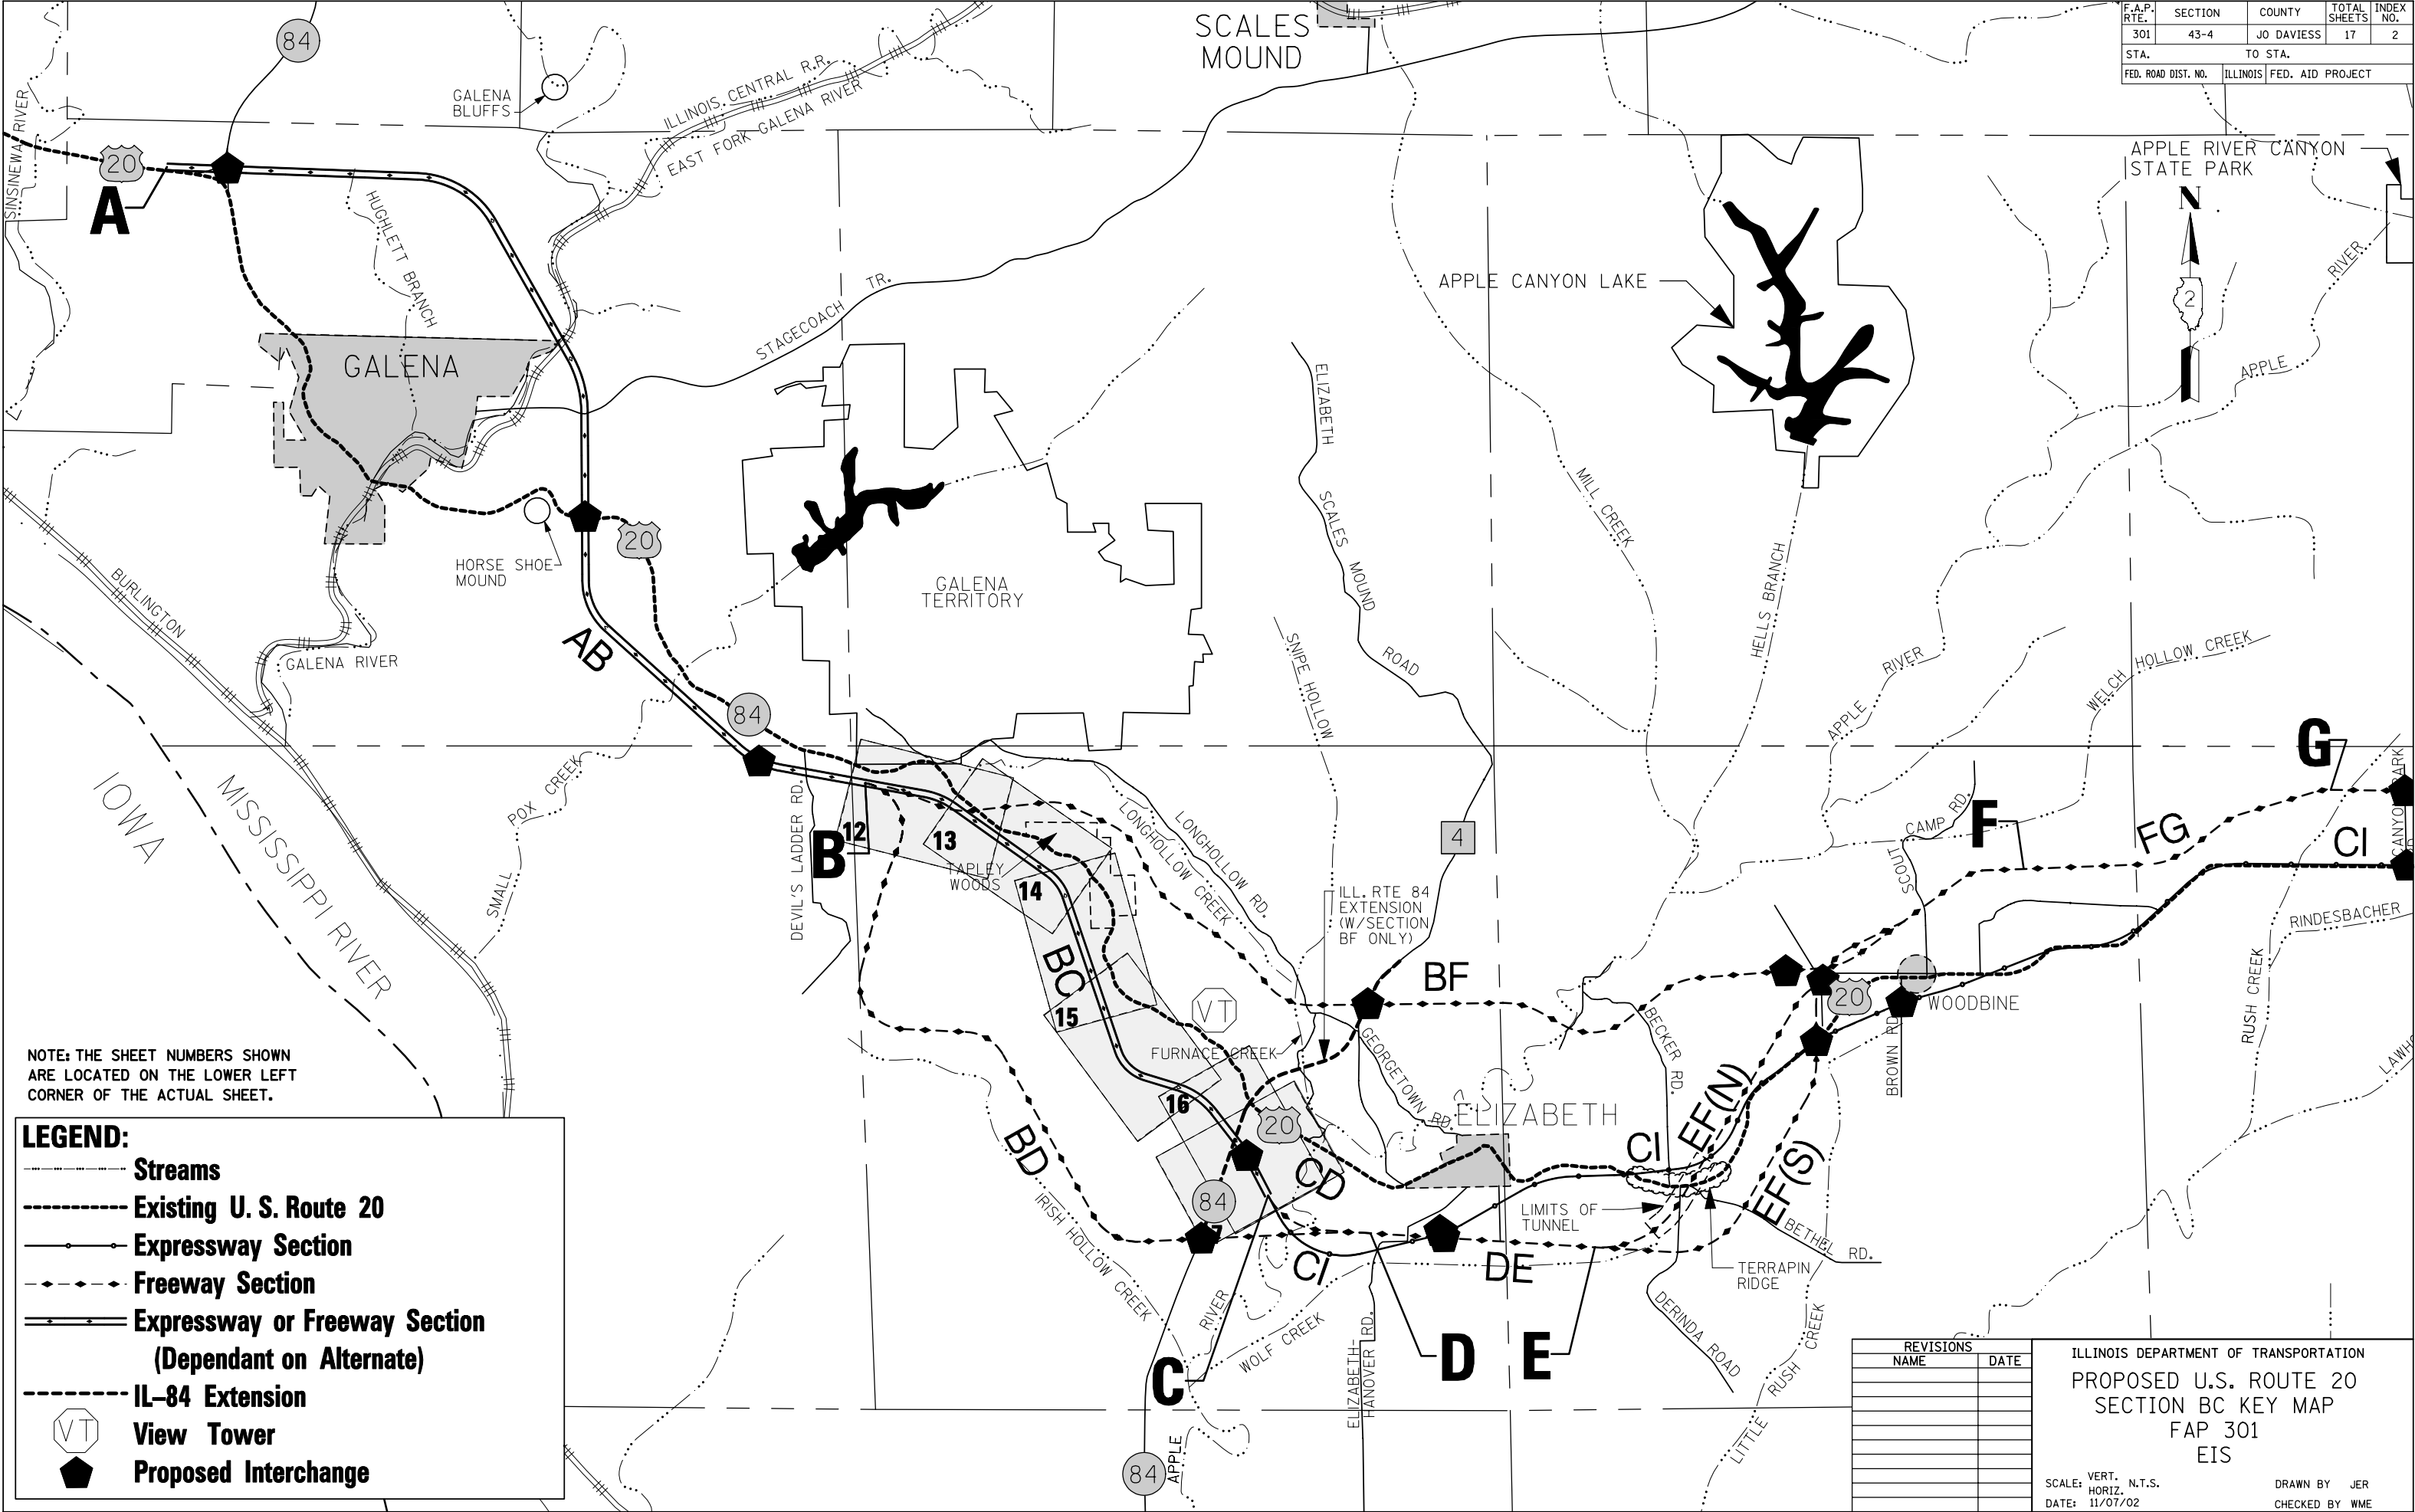 F.A.P. RTE.
SECTION
COUNTY
TOTAL SHEETS
INDEX NO.
301
43-4
JO DAVIESS
17
2
STA.
TO STA.
FED. ROAD DIST. NO.
ILLINOIS
FED. AID PROJECT
SCALES
MOUND
84
GALENA
BLUFFS
ILLINOIS CENTRAL R.R.
EAST FORK GALENA RIVER
SINSINEWA RIVER
20
A
HUGHLETT BRANCH
APPLE RIVER CANYON
STATE PARK
N
2
RIVER
APPLE
APPLE CANYON LAKE
STAGECOACH TR.
GALENA
ELIZABETH
SCALES
MOUND
ROAD
MILL CREEK
HELLS BRANCH
HORSE SHOE
MOUND
20
GALENA
TERRITORY
BURLINGTON
GALENA RIVER
AB
SNIPE HOLLOW
APPLE RIVER
WELCH HOLLOW CREEK
84
IOWA
MISSISSIPPI RIVER
SMALL POX CREEK
DEVIL'S LADDER RD.
B
12
13
TAPLEY
WOODS
14
LONGHOLLOW CREEK
LONGHOLLOW RD.
4
ILL. RTE 84
EXTENSION
(W/SECTION
BF ONLY)
SCOUT CAMP RD.
F
FG
G
CI
CANYON PARK
RINDESBACHER
RUSH CREEK
BC
15
VT
BF
20
WOODBINE
BROWN RD.
BECKER RD.
FURNACE CREEK
GEORGETOWN RD.
ELIZABETH
16
20
BD
IRISH HOLLOW CREEK
CD
84
CI
EF(N)
EF(S)
LIMITS OF
TUNNEL
BETHEL RD.
TERRAPIN
RIDGE
CI
DE
DERINDA ROAD
C
D
E
APPLE RIVER
WOLF CREEK
ELIZABETH-
HANOVER RD.
LITTLE RUSH CREEK
84
NOTE: THE SHEET NUMBERS SHOWN
ARE LOCATED ON THE LOWER LEFT
CORNER OF THE ACTUAL SHEET.
LEGEND:
Streams
Existing U. S. Route 20
Expressway Section
Freeway Section
Expressway or Freeway Section
(Dependant on Alternate)
IL–84 Extension
VT
View Tower
Proposed Interchange
REVISIONS
NAME
DATE
ILLINOIS DEPARTMENT OF TRANSPORTATION
PROPOSED U.S. ROUTE 20
SECTION BC KEY MAP
FAP 301
EIS
SCALE: VERT. HORIZ. N.T.S.
DATE: 11/07/02
DRAWN BY JER
CHECKED BY WME